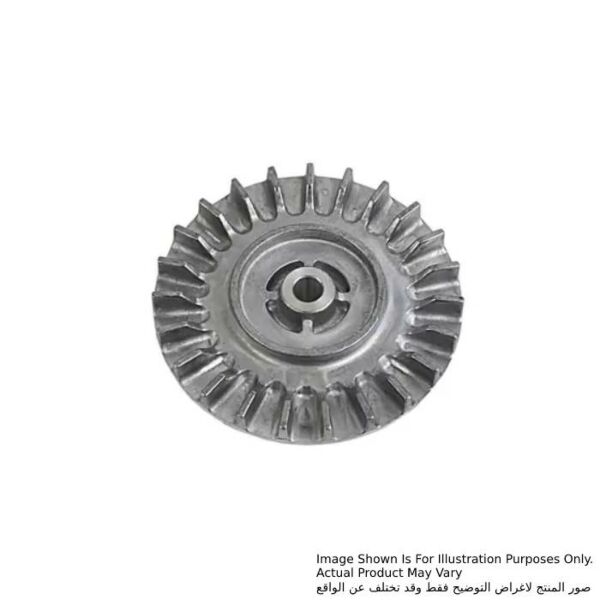 Image Shown Is For Illustration Purposes Only.
Actual Product May Vary
صور المنتج لاغراض التوضيح فقط وقد تختلف عن الواقع